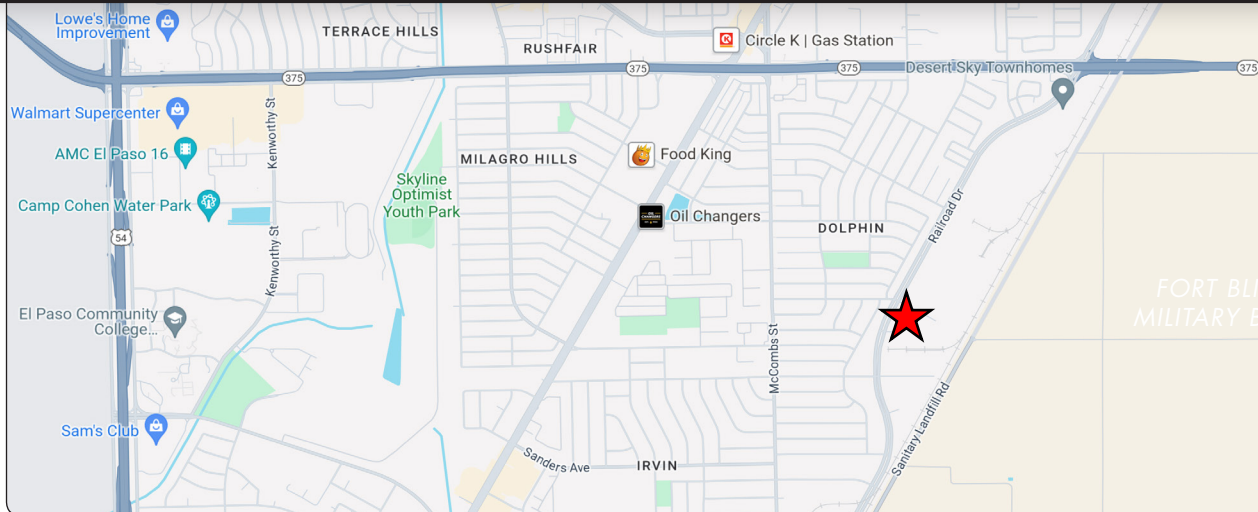 Lowe's Home
Improvement
TERRACE HILLS
RUSHFAIR
Circle K | Gas Station
375
375
375
Desert Sky Townhomes
375
Walmart Supercenter
Kenworthy St
AMC El Paso 16
MILAGRO HILLS
Food King
Skyline
Optimist
Youth Park
Camp Cohen Water Park
Oil Changers
54
Kenworthy St
DOLPHIN
Railroad Dr
El Paso Community
College...
FORT BLI
MILITARY
McCombs St
Sam's Club
Sanders Ave
IRVIN
Sanitary Landfill Rd